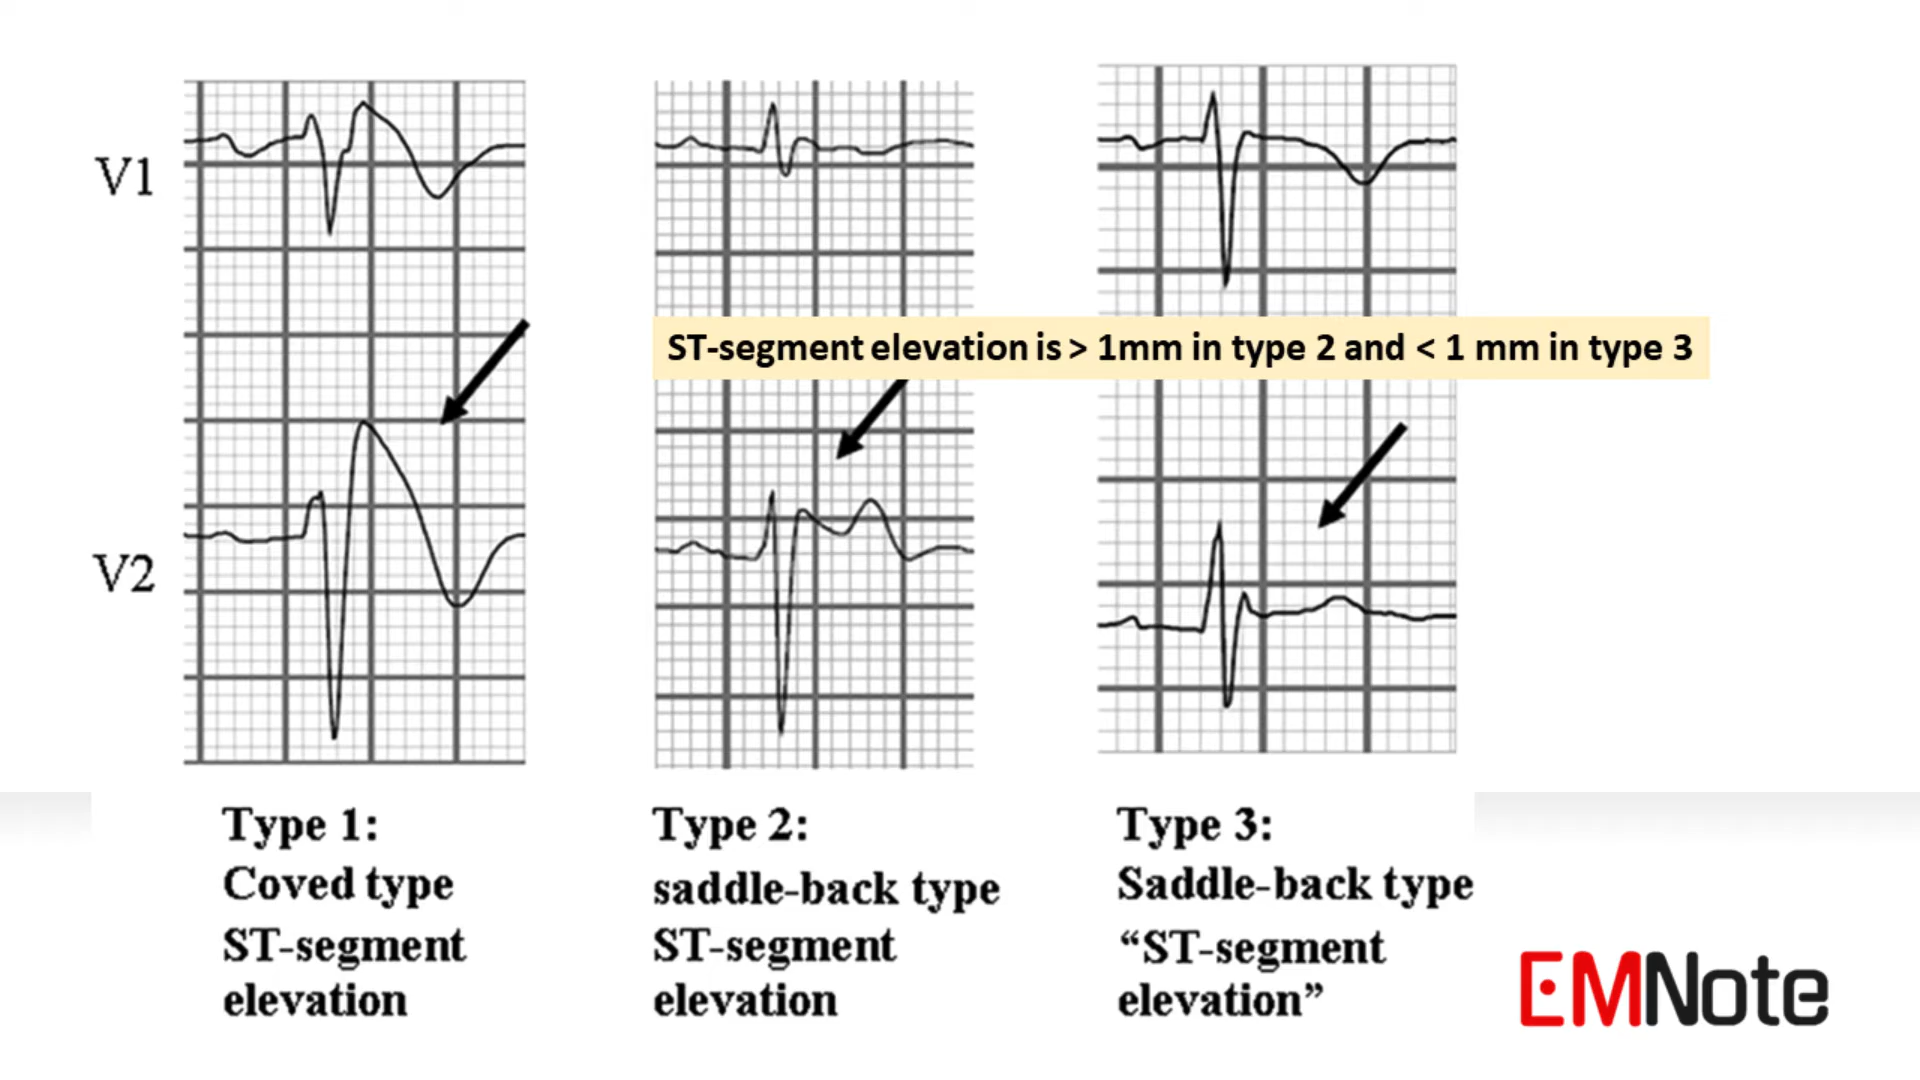 V1
ST-segment elevation is > 1mm in type 2 and < 1 mm in type 3
V2
Type 1:
Coved type
ST-segment
elevation
Type 2:
saddle-back type
ST-segment
elevation
Type 3:
Saddle-back type
“ST-segment
elevation”
EMNote